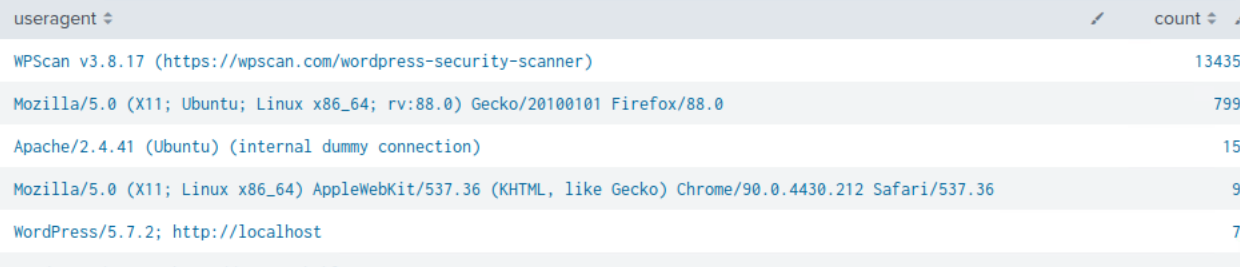 useragent count
WPScan v3.8.17 (https://wpscan.com/wordpress-security-scanner) 13435
Mozilla/5.0 (X11; Ubuntu; Linux x86_64; rv:88.0) Gecko/20100101 Firefox/88.0 799
Apache/2.4.41 (Ubuntu) (internal dummy connection) 15
Mozilla/5.0 (X11; Linux x86_64) AppleWebKit/537.36 (KHTML, like Gecko) Chrome/90.0.4430.212 Safari/537.36 9
WordPress/5.7.2; http://localhost 7